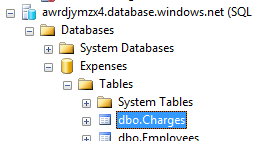 awrdjymzx4.database.windows.net (SQL
Databases
System Databases
Expenses
Tables
System Tables
dbo.Charges
dbo.Employees